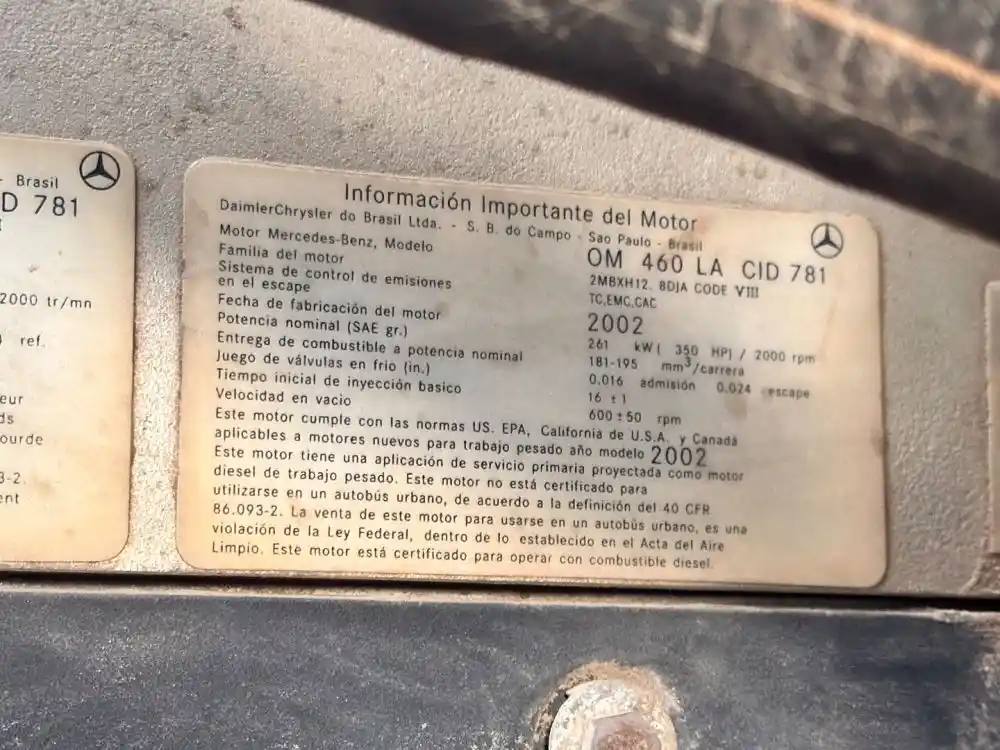 - Brasil
D 781
I
2000 tr/mn
ref.
eur
ds
ourde
3-2.
ent
Información Importante del Motor
DaimlerChrysler do Brasil Ltda. - S. B. do Campo - Sao Paulo - Brasil
Motor Mercedes-Benz, Modelo OM 460 LA CID 781
Familia del motor 2MBXH12. 8DJA CODE VIII
Sistema de control de emisiones
en el escape TC,EMC,CAC
Fecha de fabricación del motor 2002
Potencia nominal (SAE gr.) 261 kW( 350 HP) / 2000 rpm
Entrega de combustible a potencia nominal 181-195 mm³/carrera
Juego de válvulas en frio (in.) 0.016 admisión 0.024 escape
Tiempo inicial de inyección basico 16 ± 1
Velocidad en vacio 600 ± 50 rpm
Este motor cumple con las normas US. EPA, California de U.S.A. y Canadá
aplicables a motores nuevos para trabajo pesado año modelo 2002
Este motor tiene una aplicación de servicio primaria proyectada como motor
diesel de trabajo pesado. Este motor no está certificado para
utilizarse en un autobús urbano, de acuerdo a la definición del 40 CFR
86.093-2. La venta de este motor para usarse en un autobús urbano, es una
violación de la Ley Federal, dentro de lo establecido en el Acta del Aire
Limpio. Este motor está certificado para operar con combustible diesel.